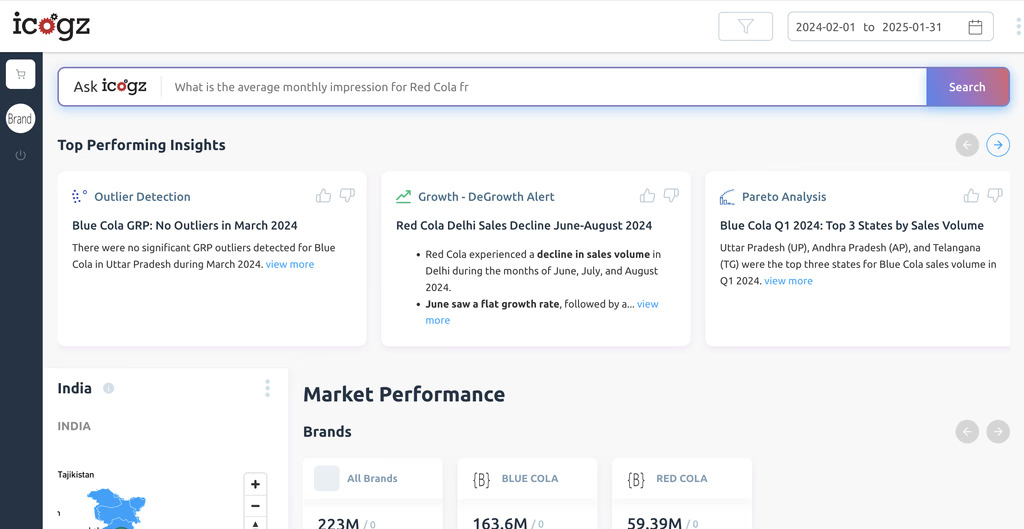 icogz
2024-02-01 to 2025-01-31
Ask icogz What is the average monthly impression for Red Cola fr Search
Brand
Top Performing Insights
Outlier Detection
Blue Cola GRP: No Outliers in March 2024
There were no significant GRP outliers detected for Blue
Cola in Uttar Pradesh during March 2024. view more
Growth - DeGrowth Alert
Red Cola Delhi Sales Decline June-August 2024
• Red Cola experienced a decline in sales volume in
Delhi during the months of June, July, and August
2024.
• June saw a flat growth rate, followed by a... view
more
Pareto Analysis
Blue Cola Q1 2024: Top 3 States by Sales Volume
Uttar Pradesh (UP), Andhra Pradesh (AP), and Telangana
(TG) were the top three states for Blue Cola sales volume in
Q1 2024. view more
India
INDIA
Tajikistan
+
−
Market Performance
Brands
All Brands
223M / 0
{B} BLUE COLA
163.6M / 0
{B} RED COLA
59.39M / 0